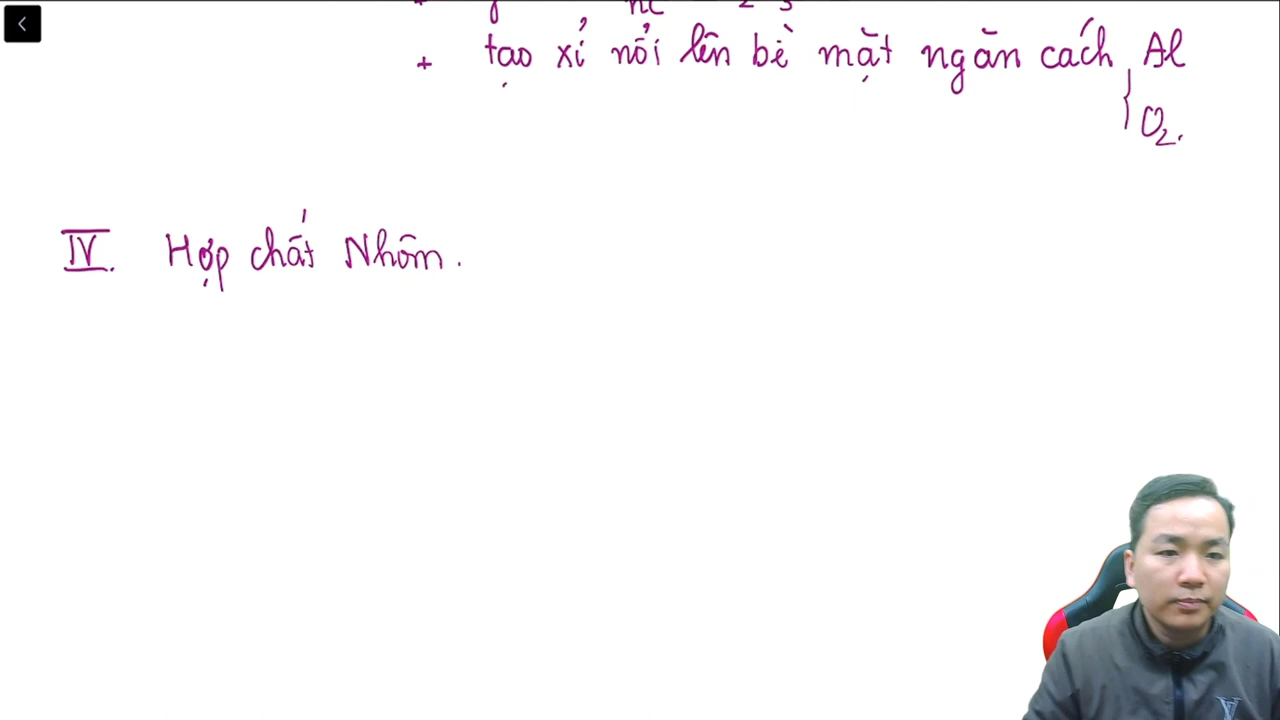 + tạo xỉ nổi lên bề mặt ngăn cách { Al
O₂.
IV. Hợp chất Nhôm.